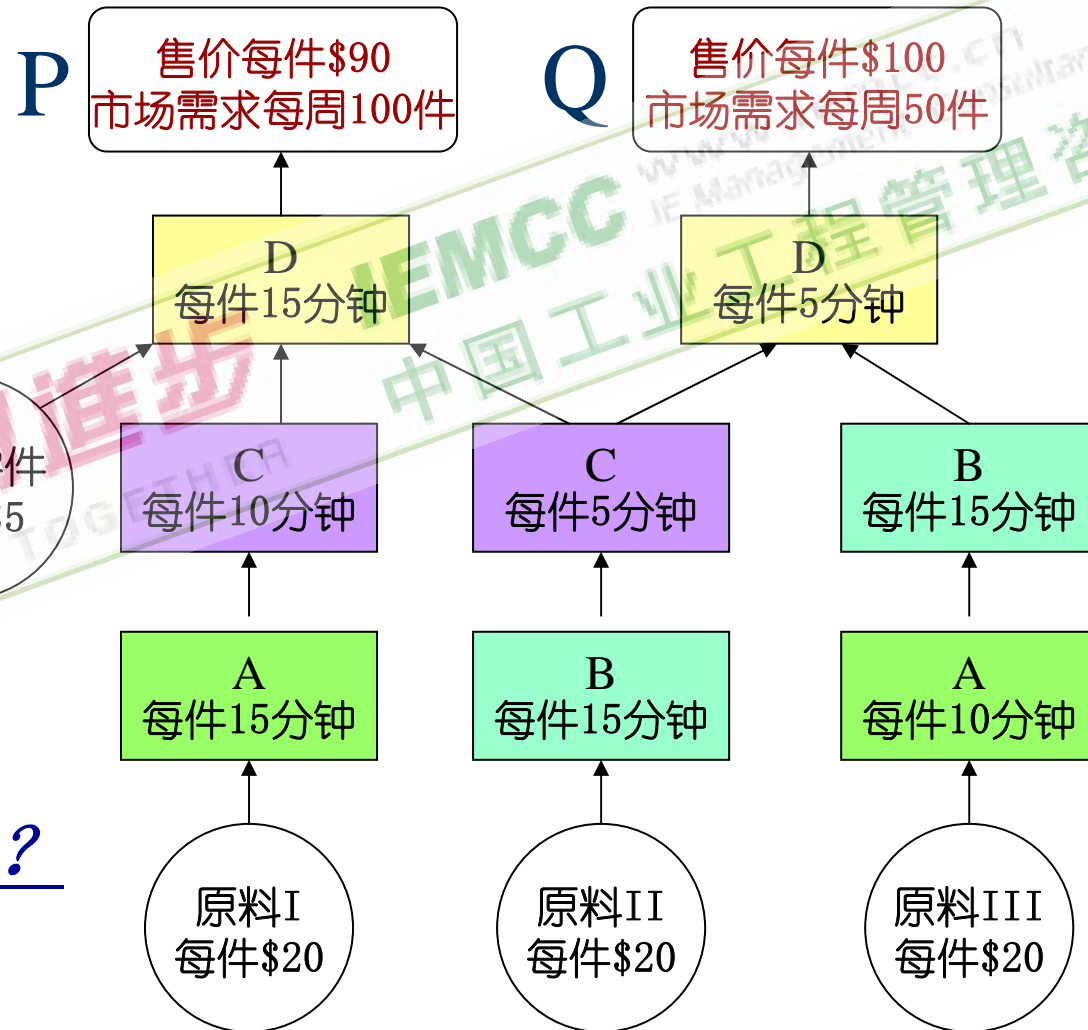 P
售价每件$90
市场需求每周100件
Q
售价每件$100
市场需求每周50件
D
每件15分钟
D
每件5分钟
IEMCC
中国工业工程管理咨
進步
TOGETHER
件
5
C
每件10分钟
C
每件5分钟
B
每件15分钟
A
每件15分钟
B
每件15分钟
A
每件10分钟
?
原料I
每件$20
原料II
每件$20
原料III
每件$20